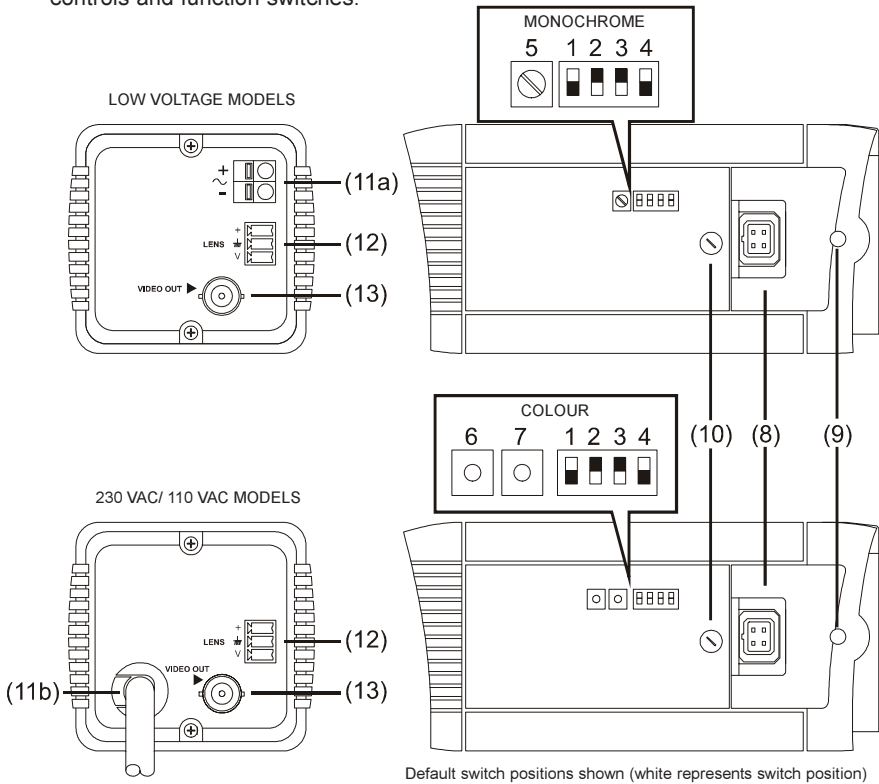 controls and function switches.
MONOCHROME
5 1 2 3 4
LOW VOLTAGE MODELS
+
~
-
(11a)
+
LENS
V
(12)
VIDEO OUT
(13)
COLOUR
6 7 1 2 3 4
(10) (8) (9)
230 VAC/ 110 VAC MODELS
+
LENS
V
(12)
VIDEO OUT
(13)
(11b)
Default switch positions shown (white represents switch position)